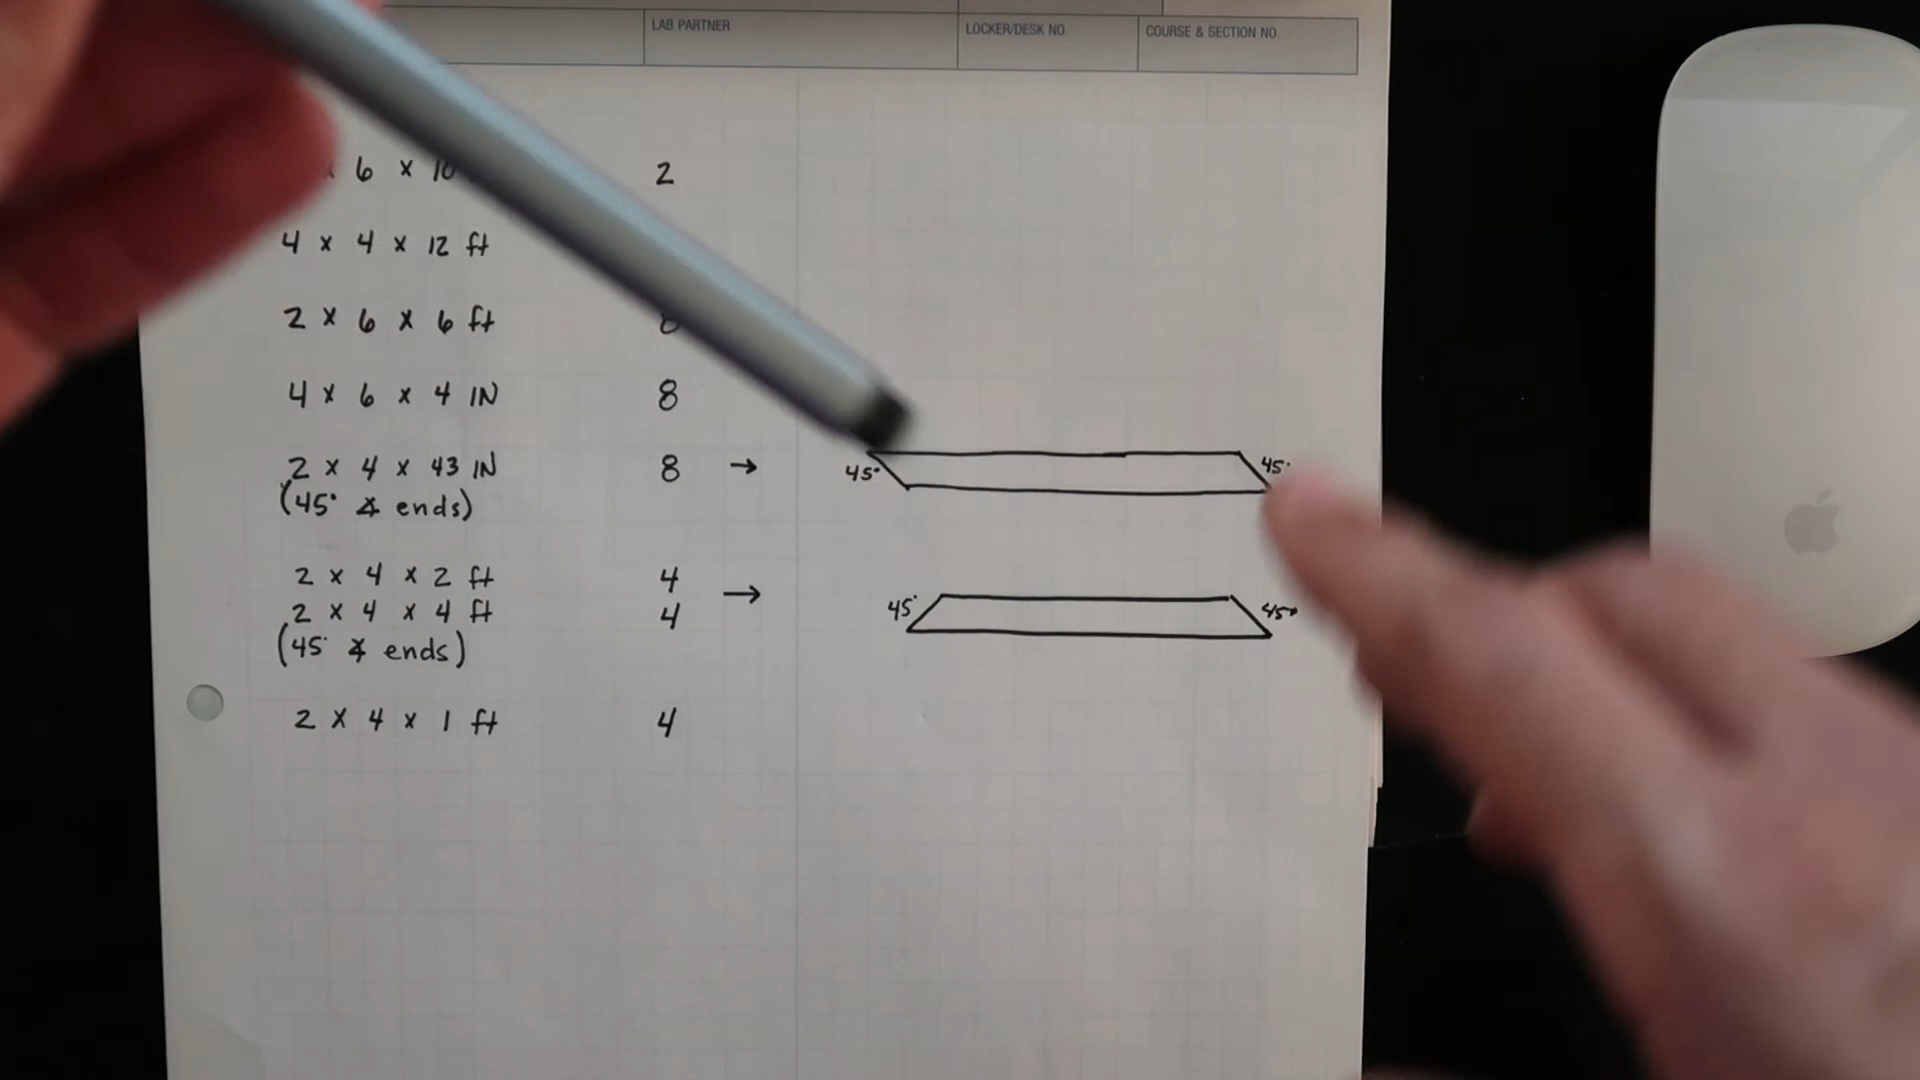 LAB PARTNER LOCKER/DESK NO. COURSE & SECTION NO.
x 6 x 10 2
4 x 4 x 12 ft
2 x 6 x 6 ft
4 x 6 x 4 IN 8
2 x 4 x 43 IN 8 →
(45° ∡ ends)
45° 45°
2 x 4 x 2 ft 4 →
2 x 4 x 4 ft 4
(45° ∡ ends)
45° 45°
2 x 4 x 1 ft 4